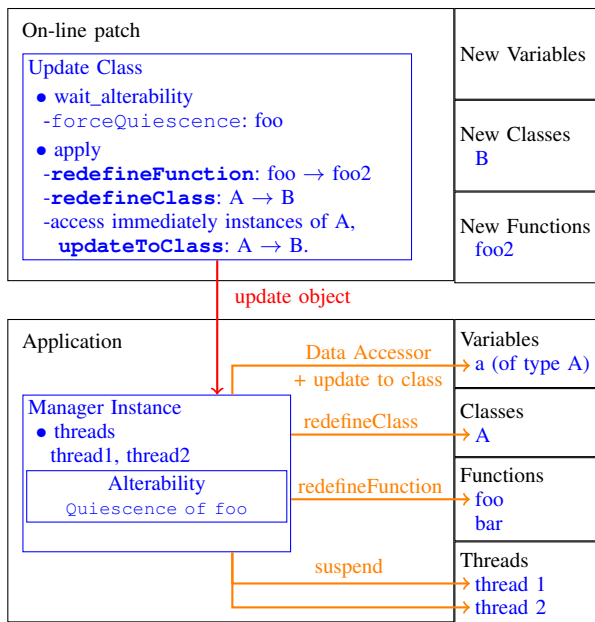 On-line patch
Update Class
• wait_alterability
-forceQuiescence: foo
• apply
-redefineFunction: foo → foo2
-redefineClass: A → B
-access immediately instances of A,
updateToClass: A → B.
New Variables
New Classes
B
New Functions
foo2
update object
Application
Manager Instance
• threads
thread1, thread2
Alterability
Quiescence of foo
Data Accessor
+ update to class
redefineClass
redefineFunction
suspend
Variables
a (of type A)
Classes
A
Functions
foo
bar
Threads
thread 1
thread 2